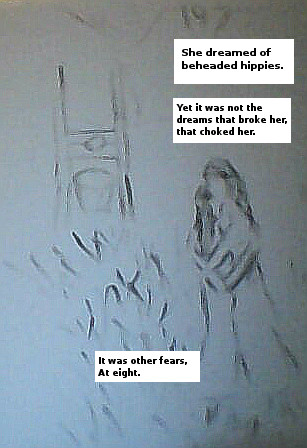 She dreamed of
beheaded hippies.
Yet it was not the
dreams that broke her,
that choked her.
It was other fears,
At eight.